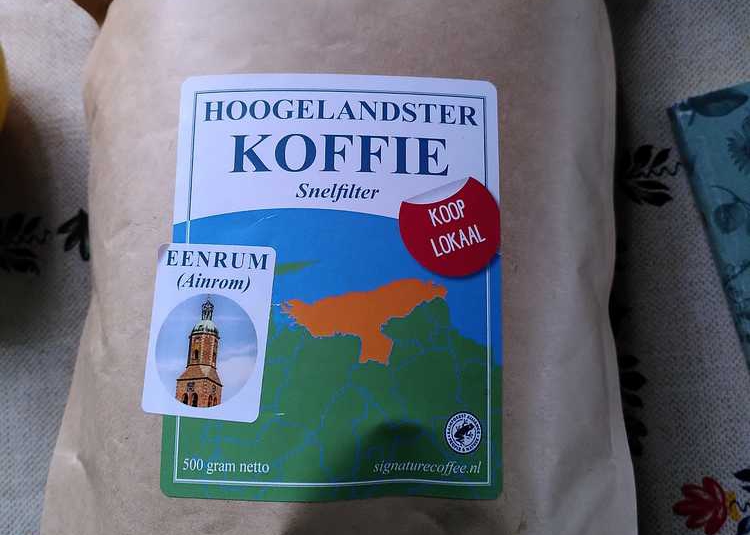 HOOGELANDSTER
KOFFIE
Snelfilter
KOOP
LOKAAL
EENRUM
(Ainrom)
500 gram netto
signaturecoffee.nl